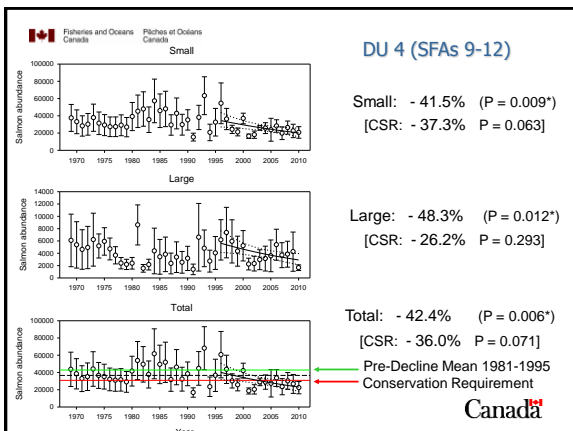 Fisheries and Oceans Pêches et Océans
Canada Canada
DU 4 (SFAs 9-12)
Small
Salmon abundance
100000
80000
60000
40000
20000
0
1970 1975 1980 1985 1990 1995 2000 2005 2010
Small: - 41.5% (P = 0.009*)
[CSR: - 37.3% P = 0.063]
Large
Salmon abundance
14000
12000
10000
8000
6000
4000
2000
0
1970 1975 1980 1985 1990 1995 2000 2005 2010
Large: - 48.3% (P = 0.012*)
[CSR: - 26.2% P = 0.293]
Total
Salmon abundance
100000
80000
60000
40000
20000
0
1970 1975 1980 1985 1990 1995 2000 2005 2010
Year
Total: - 42.4% (P = 0.006*)
[CSR: - 36.0% P = 0.071]
Pre-Decline Mean 1981-1995
Conservation Requirement
Canada